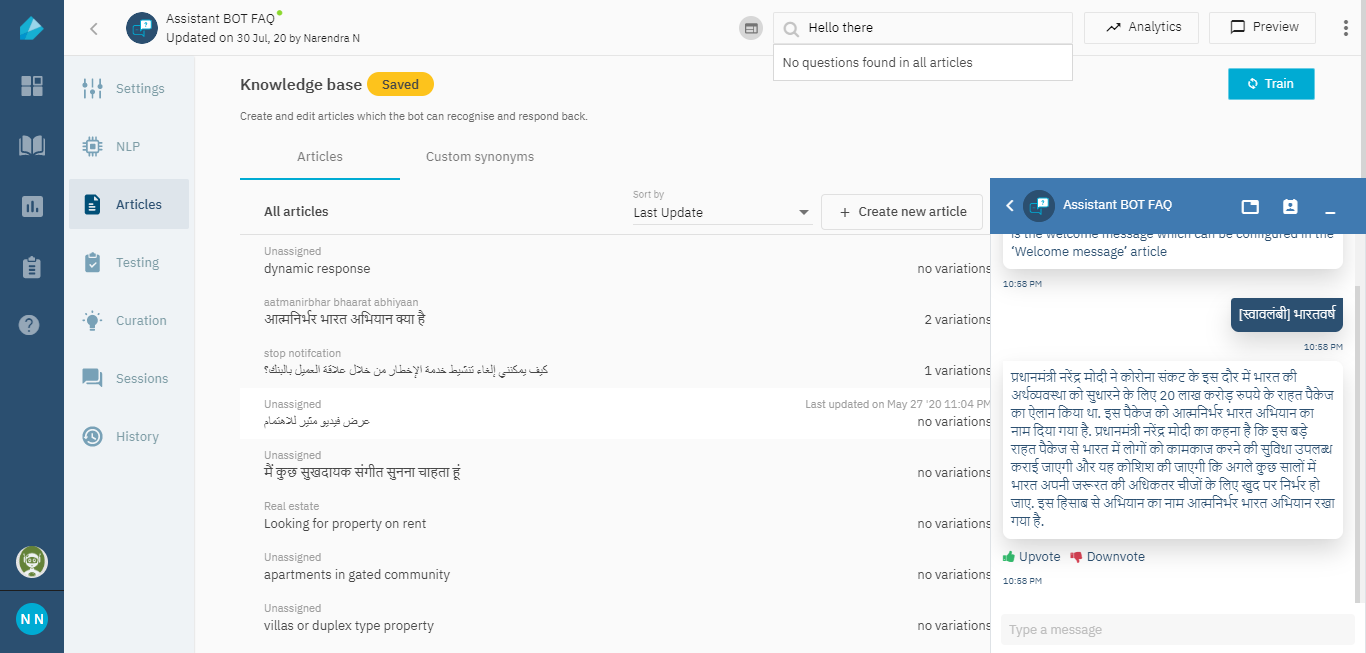 Assistant BOT FAQ
Updated on 30 Jul, 20 by Narendra N
Hello there
Analytics
Preview
No questions found in all articles
Settings
NLP
Articles
Testing
Curation
Sessions
History
N N
Knowledge base
Saved
Train
Create and edit articles which the bot can recognise and respond back.
Articles
Custom synonyms
All articles
Sort by
Last Update
+ Create new article
Unassigned
dynamic response
no variations
aatmanirbhar bhaarat abhiyaan
आत्मनिर्भर भारत अभियान क्या है
2 variations
stop notifcation
كيف يمكنني إلغاء تنشيط خدمة الإخطار من خلال علاقة العميل بالبنك؟
1 variations
Unassigned
Last updated on May 27 '20 11:04 PM
عرض فيديو مثير للاهتمام
no variations
Unassigned
मैं कुछ सुखदायक संगीत सुनना चाहता हूं
no variations
Real estate
Looking for property on rent
no variations
Unassigned
apartments in gated community
no variations
Unassigned
villas or duplex type property
no variations
Assistant BOT FAQ
is the welcome message which can be configured in the
‘Welcome message’ article
10:58 PM
[स्वावलंबी] भारतवर्ष
10:58 PM
प्रधानमंत्री नरेंद्र मोदी ने कोरोना संकट के इस दौर में भारत की
अर्थव्यवस्था को सुधारने के लिए 20 लाख करोड़ रुपये के राहत पैकेज
का ऐलान किया था. इस पैकेज को आत्मनिर्भर भारत अभियान का
नाम दिया गया है. प्रधानमंत्री नरेंद्र मोदी का कहना है कि इस बड़े
राहत पैकेज से भारत में लोगों को कामकाज करने की सुविधा उपलब्ध
कराई जाएगी और यह कोशिश की जाएगी कि अगले कुछ सालों में
भारत अपनी जरूरत की अधिकतर चीजों के लिए खुद पर निर्भर हो
जाए. इस हिसाब से अभियान का नाम आत्मनिर्भर भारत अभियान रखा
गया है.
Upvote
Downvote
10:58 PM
Type a message